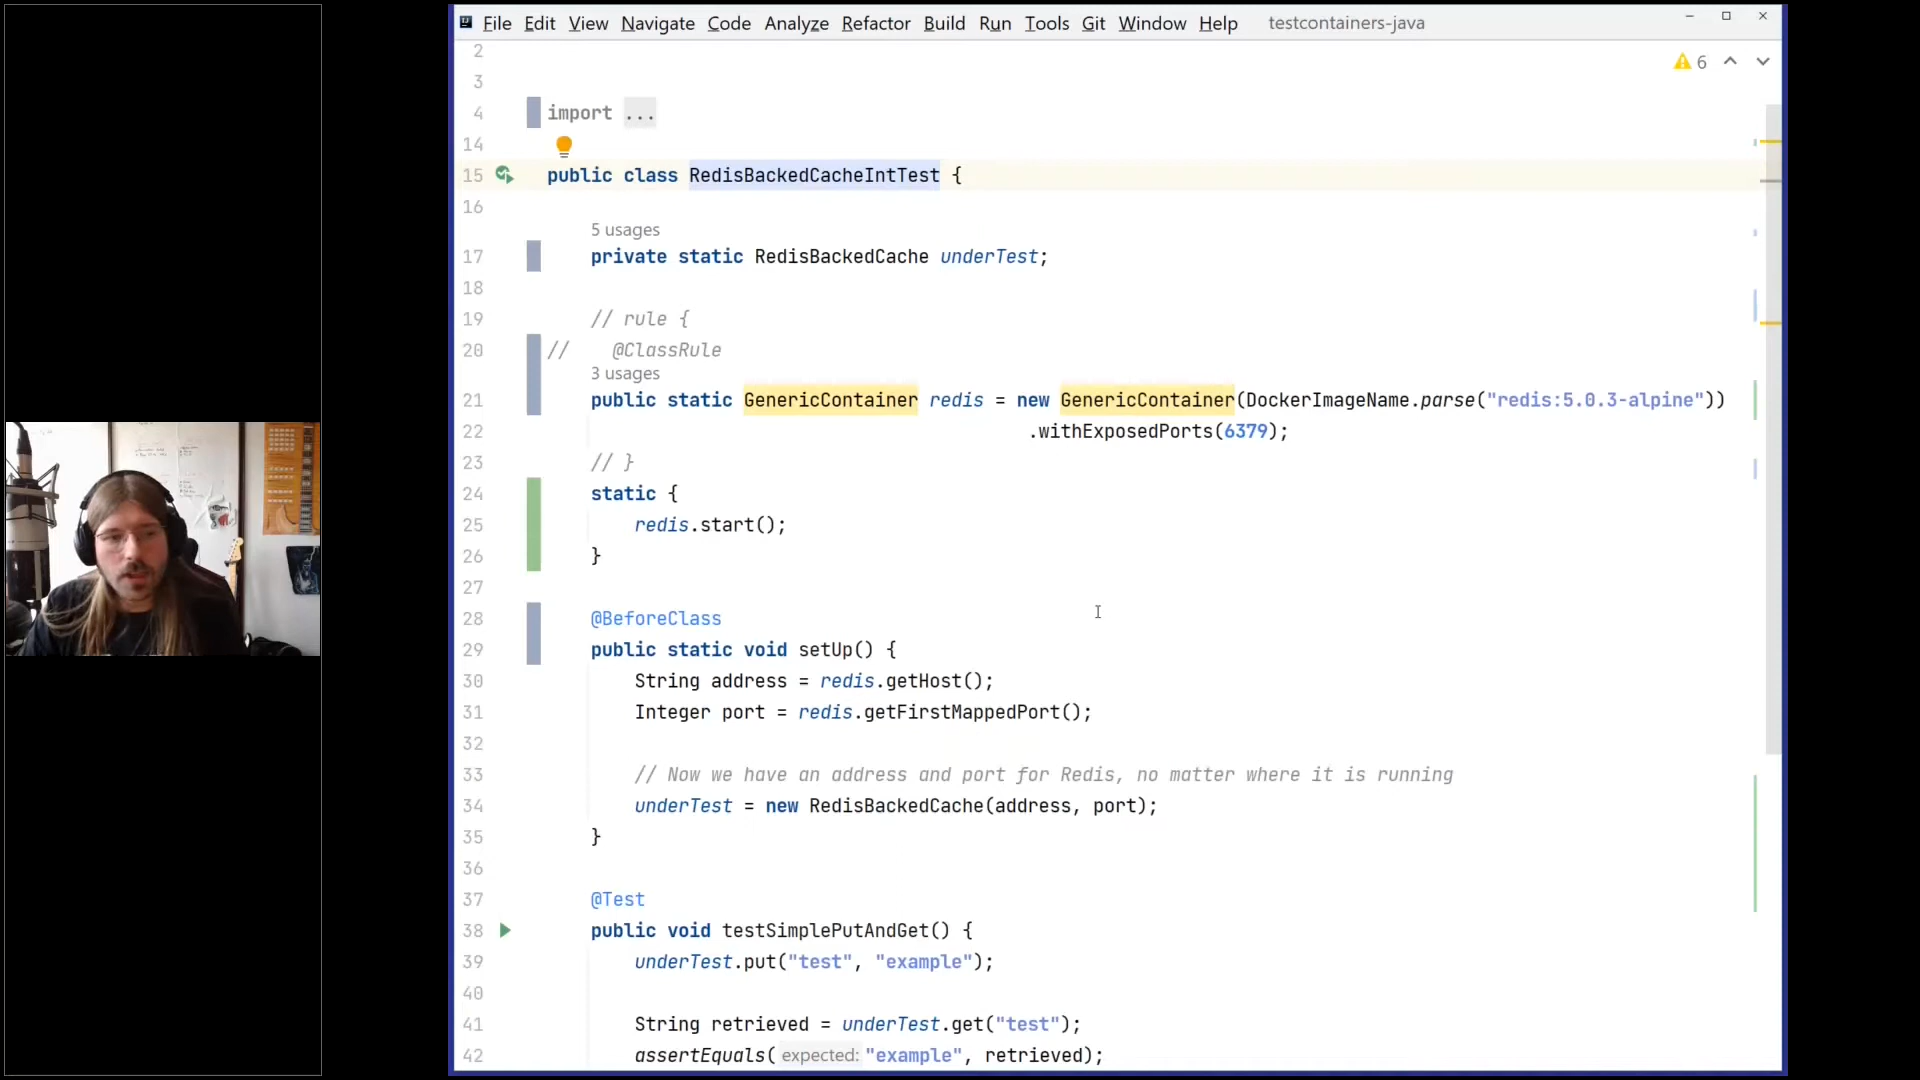 File Edit View Navigate Code Analyze Refactor Build Run Tools Git Window Help testcontainers-java
6
2
3
4 import ...
14
15 public class RedisBackedCacheIntTest {
16
5 usages
17 private static RedisBackedCache underTest;
18
19 // rule {
20 // @ClassRule
3 usages
21 public static GenericContainer redis = new GenericContainer(DockerImageName.parse("redis:5.0.3-alpine"))
22 .withExposedPorts(6379);
23 // }
24 static {
25 redis.start();
26 }
27
28 @BeforeClass
29 public static void setUp() {
30 String address = redis.getHost();
31 Integer port = redis.getFirstMappedPort();
32
33 // Now we have an address and port for Redis, no matter where it is running
34 underTest = new RedisBackedCache(address, port);
35 }
36
37 @Test
38 public void testSimplePutAndGet() {
39 underTest.put("test", "example");
40
41 String retrieved = underTest.get("test");
42 assertEquals( expected: "example", retrieved);